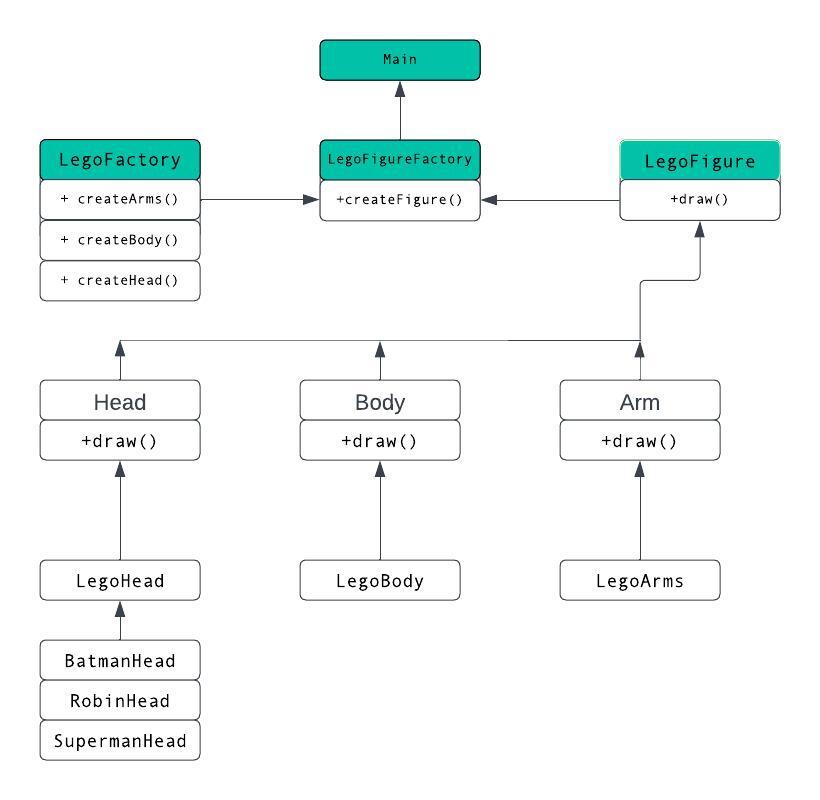 Main
LegoFactory
+ createArms()
+ createBody()
+ createHead()
LegoFigureFactory
+createFigure()
LegoFigure
+draw()
Head
+draw()
Body
+draw()
Arm
+draw()
LegoHead
LegoBody
LegoArms
BatmanHead
RobinHead
SupermanHead